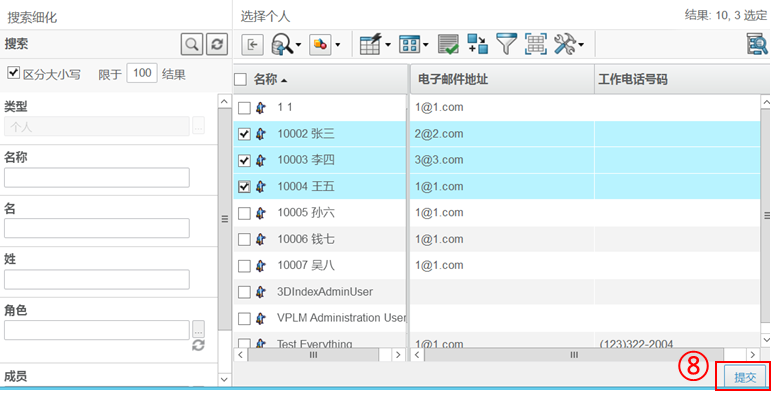 搜索细化
选择个人
结果: 10, 3 选定
搜索
区分大小写 限于 100 结果
类型
个人
...
名称
名
姓
角色
...
成员
名称 电子邮件地址 工作电话号码
1 1 1@1.com
10002 张三 2@2.com
10003 李四 3@3.com
10004 王五 1@1.com
10005 孙六 1@1.com
10006 钱七 1@1.com
10007 吴八 1@1.com
3DIndexAdminUser
VPLM Administration User
Test Everything 1@1.com (123)322-2004
⑧
提交